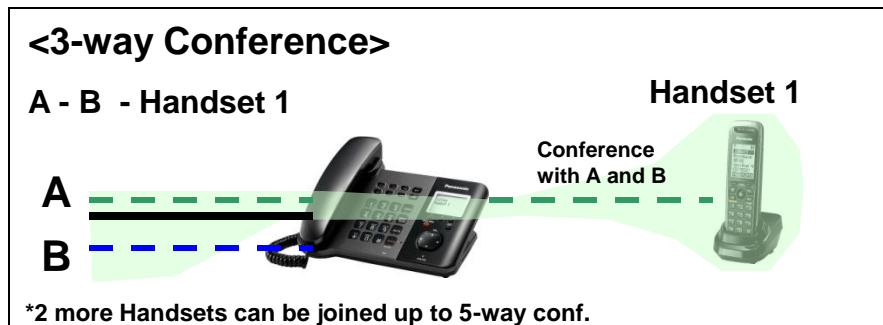 <3-way Conference>
A - B - Handset 1
Handset 1
Conference
with A and B
A
B
Panasonic
*2 more Handsets can be joined up to 5-way conf.